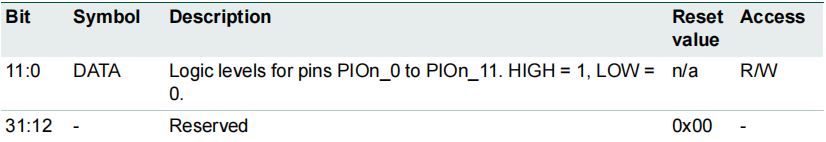 Bit Symbol Description Reset value Access
11:0 DATA Logic levels for pins PIOn_0 to PIOn_11. HIGH = 1, LOW = 0. n/a R/W
31:12 - Reserved 0x00 -